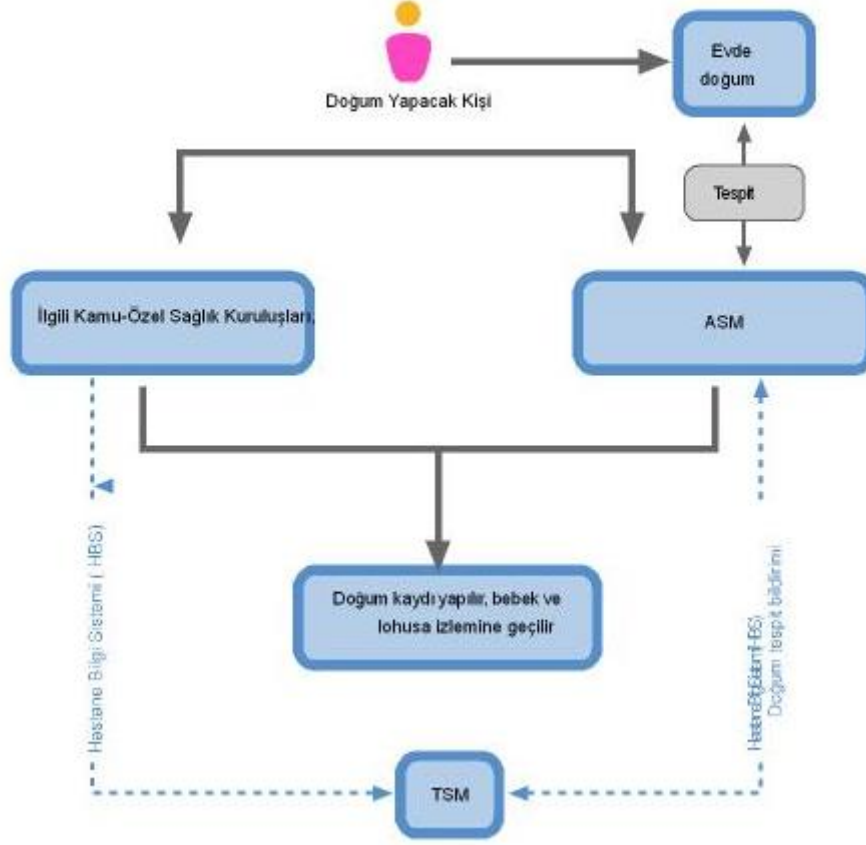 Evde
doğum
Doğum Yapacak Kişi
Tespit
İlgili Kamu-Özel Sağlık Kuruluşları,
ASM
Hastane Bilgi Sistemi ( HBS)
Doğum kaydı yapılır, bebek ve
lohusa izlemine geçilir
Doğum tespit bildirimi
TSM